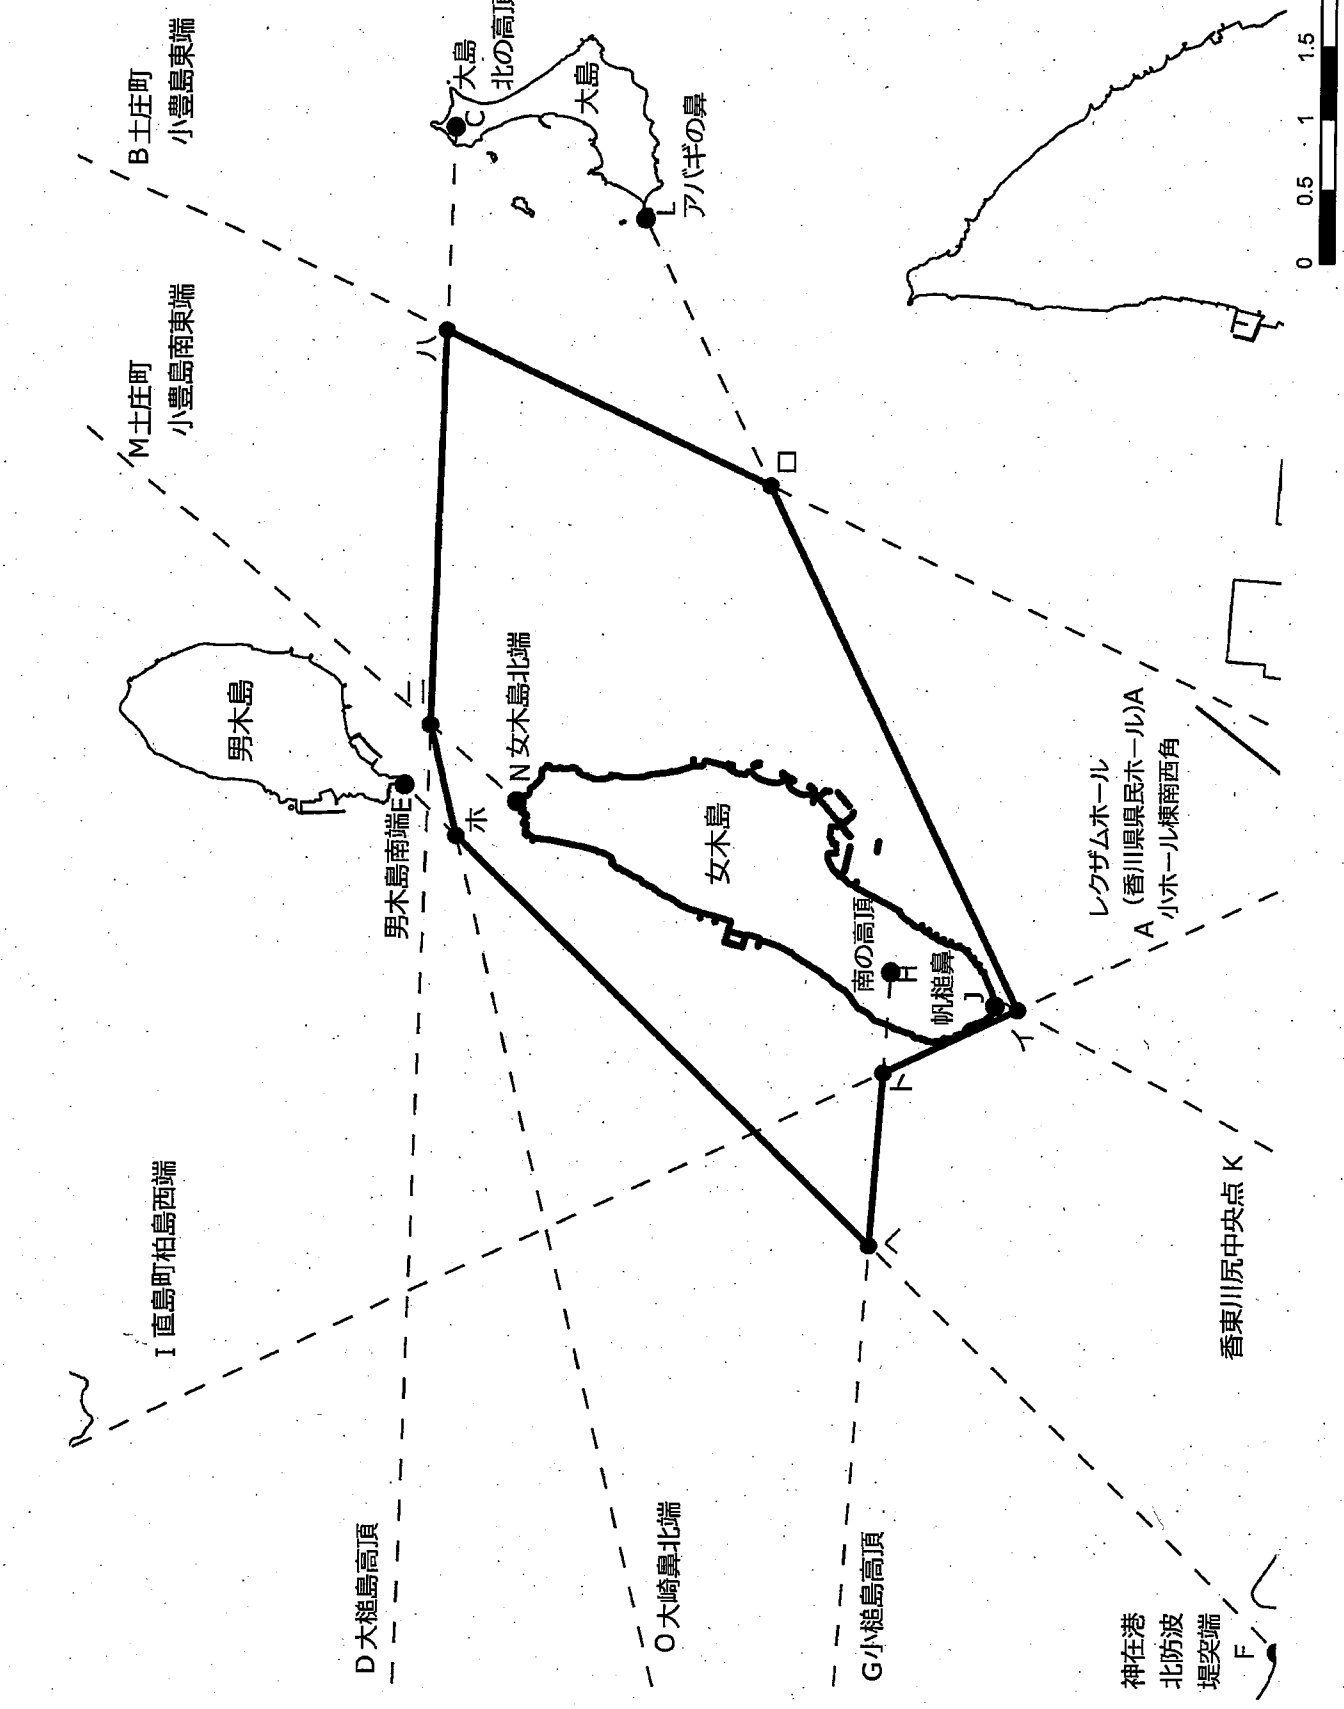 B土庄町
小豊島東端
M土庄町
小豊島南東端
I直島町柏島西端
D大槌島高頂
O大崎鼻北端
G小槌島高頂
神在港
北防波
堤突端
F
男木島
男木島南端E
ニ
ホ
ハ
ロ
イ
ト
ヘ
N女木島北端
女木島
南の高頂
H
帆槌鼻
J
C
大島
北の高頂
大島
L
アバギの鼻
レクザムホール
(香川県県民ホール)A
小ホール棟南西角
A
香東川尻中央点 K
0
0.5
1
1.5